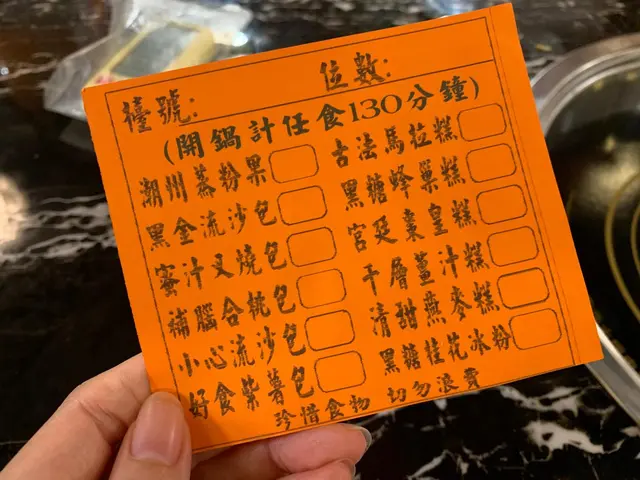 檯號: 位數:
(開鍋計任食130分鐘)
潮州蒸粉果 古法馬拉糕
黑金流沙包 黑糖蜂巢糕
蜜汁叉燒包 宮廷棗皇糕
補腦合桃包 千層薑汁糕
小心流沙包 清甜燕麥糕
好食紫薯包 黑糖桂花冰粉
珍惜食物 切勿浪費